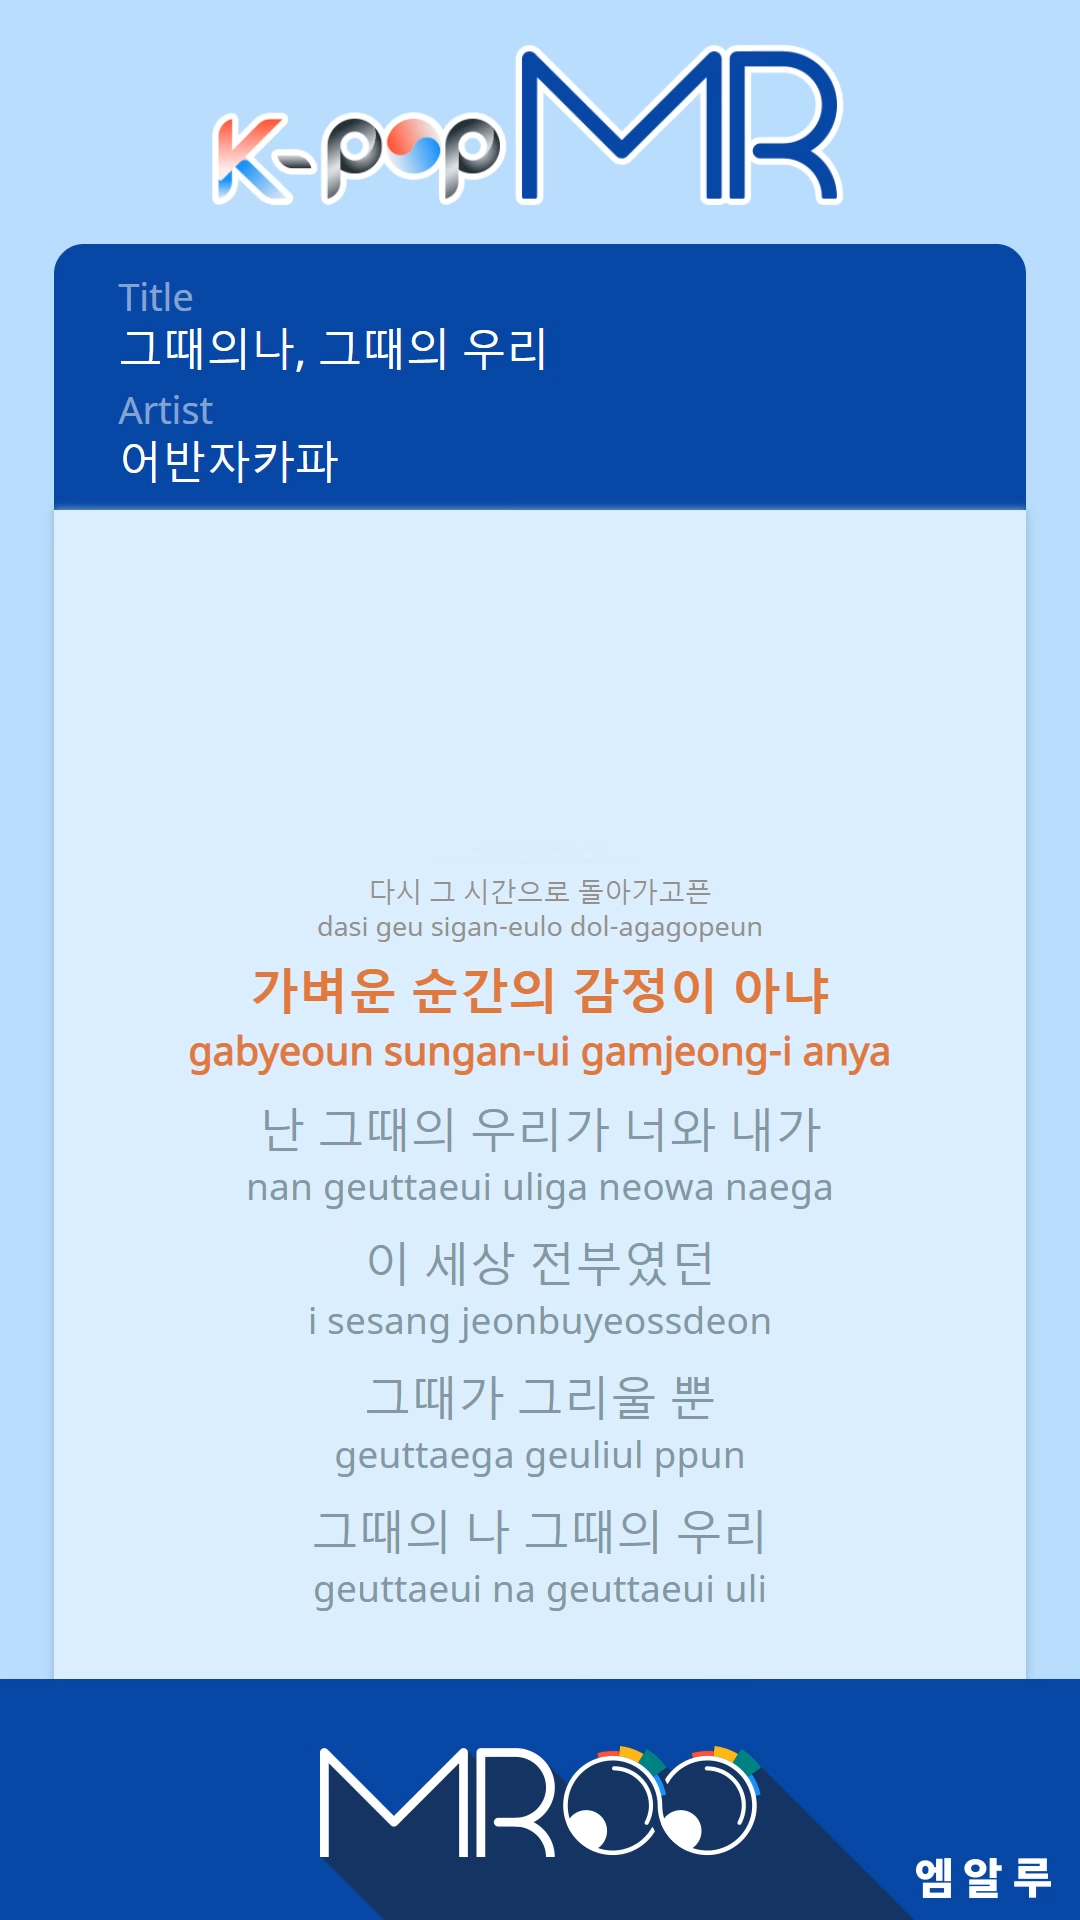 K-pop MR
Title
그때의나, 그때의 우리
Artist
어반자카파
다시 그 시간으로 돌아가고픈
dasi geu sigan-eulo dol-agagopeun
가벼운 순간의 감정이 아냐
gabyeoun sungan-ui gamjeong-i anya
난 그때의 우리가 너와 내가
nan geuttaeui uliga neowa naega
이 세상 전부였던
i sesang jeonbuyeossdeon
그때가 그리울 뿐
geuttaega geuliul ppun
그때의 나 그때의 우리
geuttaeui na geuttaeui uli
MROO
엠알루